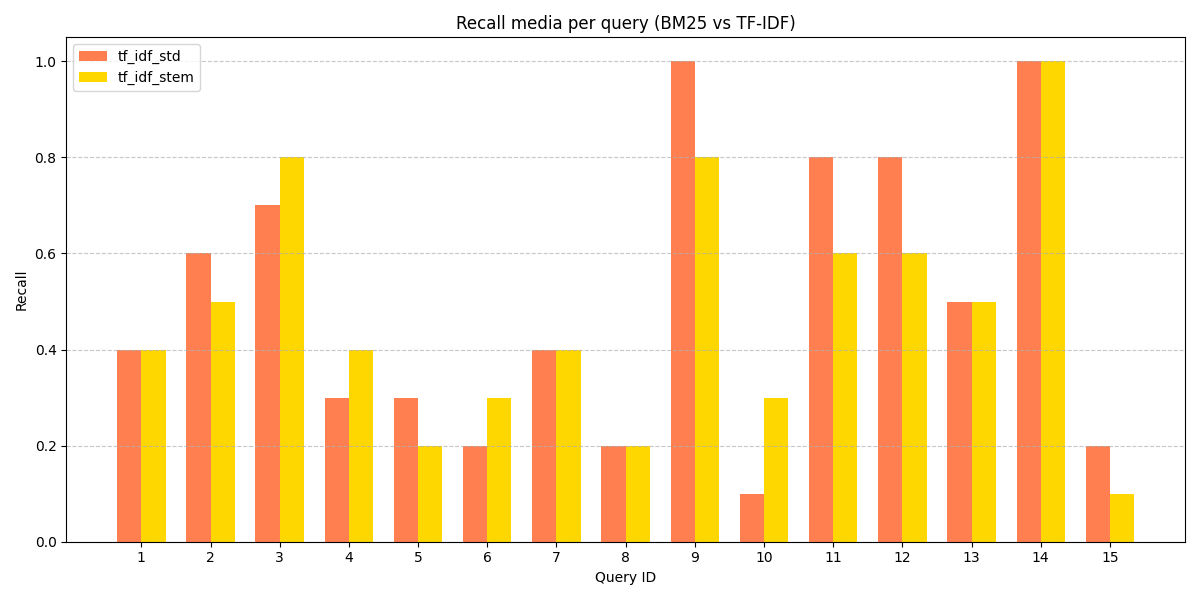 Recall media per query (BM25 vs TF-IDF)
tf_idf_std
tf_idf_stem
Recall
1.0
0.8
0.6
0.4
0.2
0.0
1 2 3 4 5 6 7 8 9 10 11 12 13 14 15
Query ID